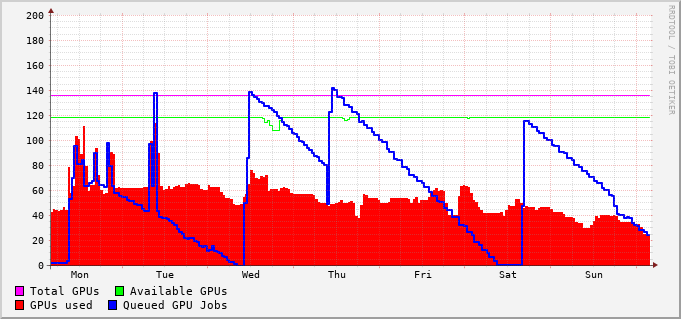 200
180
160
140
120
100
80
60
40
20
0
Mon Tue Wed Thu Fri Sat Sun
RRDTOOL / TOBI OETIKER
Total GPUs Available GPUs
GPUs used Queued GPU Jobs